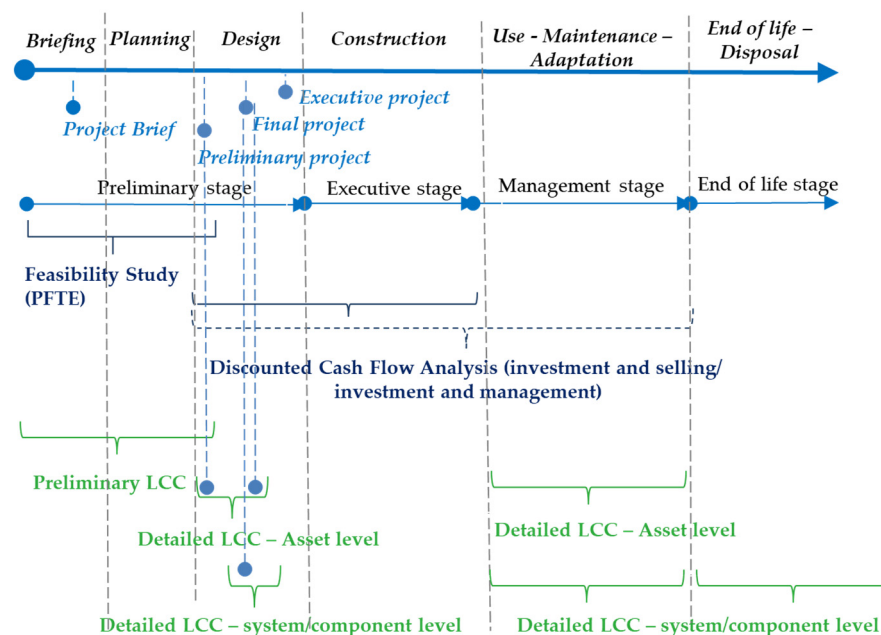 Briefing
Planning
Design
Construction
Use - Maintenance –
Adaptation
End of life –
Disposal
Executive project
Project Brief
Final project
Preliminary project
Preliminary stage
Executive stage
Management stage
End of life stage
Feasibility Study
(PFTE)
Discounted Cash Flow Analysis (investment and selling/
investment and management)
Preliminary LCC
Detailed LCC – Asset level
Detailed LCC – Asset level
Detailed LCC – system/component level
Detailed LCC – system/component level